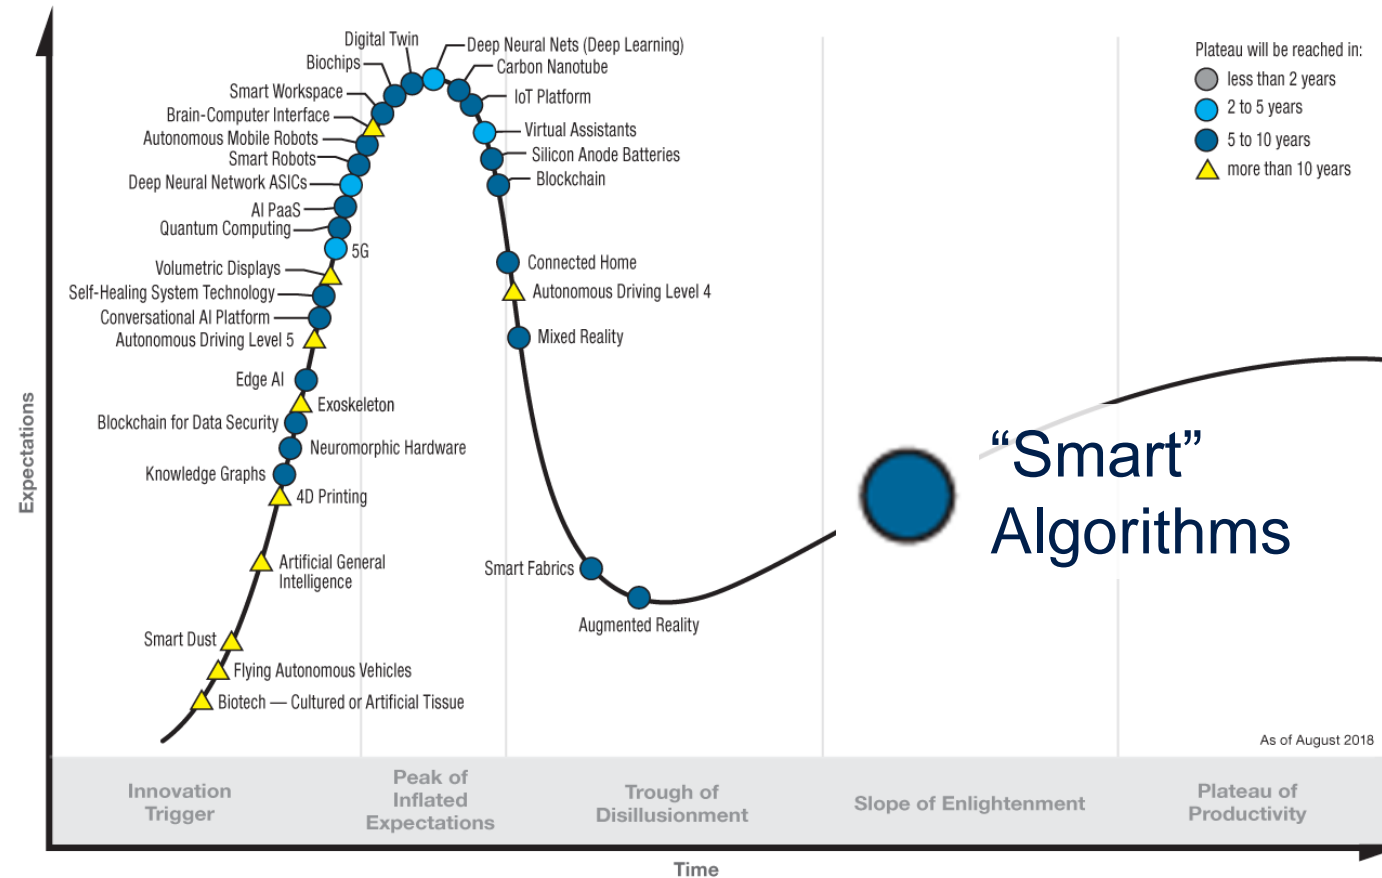 Digital Twin
Biochips
Smart Workspace
Brain-Computer Interface
Autonomous Mobile Robots
Smart Robots
Deep Neural Network ASICs
AI PaaS
Quantum Computing
5G
Volumetric Displays
Self-Healing System Technology
Conversational AI Platform
Autonomous Driving Level 5
Edge AI
Exoskeleton
Blockchain for Data Security
Neuromorphic Hardware
Knowledge Graphs
4D Printing
Artificial General
Intelligence
Smart Dust
Flying Autonomous Vehicles
Biotech — Cultured or Artificial Tissue
Deep Neural Nets (Deep Learning)
Carbon Nanotube
IoT Platform
Virtual Assistants
Silicon Anode Batteries
Blockchain
Connected Home
Autonomous Driving Level 4
Mixed Reality
Smart Fabrics
Augmented Reality
“Smart”
Algorithms
Plateau will be reached in:
less than 2 years
2 to 5 years
5 to 10 years
more than 10 years
As of August 2018
Expectations
Innovation
Trigger
Peak of
Inflated
Expectations
Trough of
Disillusionment
Slope of Enlightenment
Plateau of
Productivity
Time